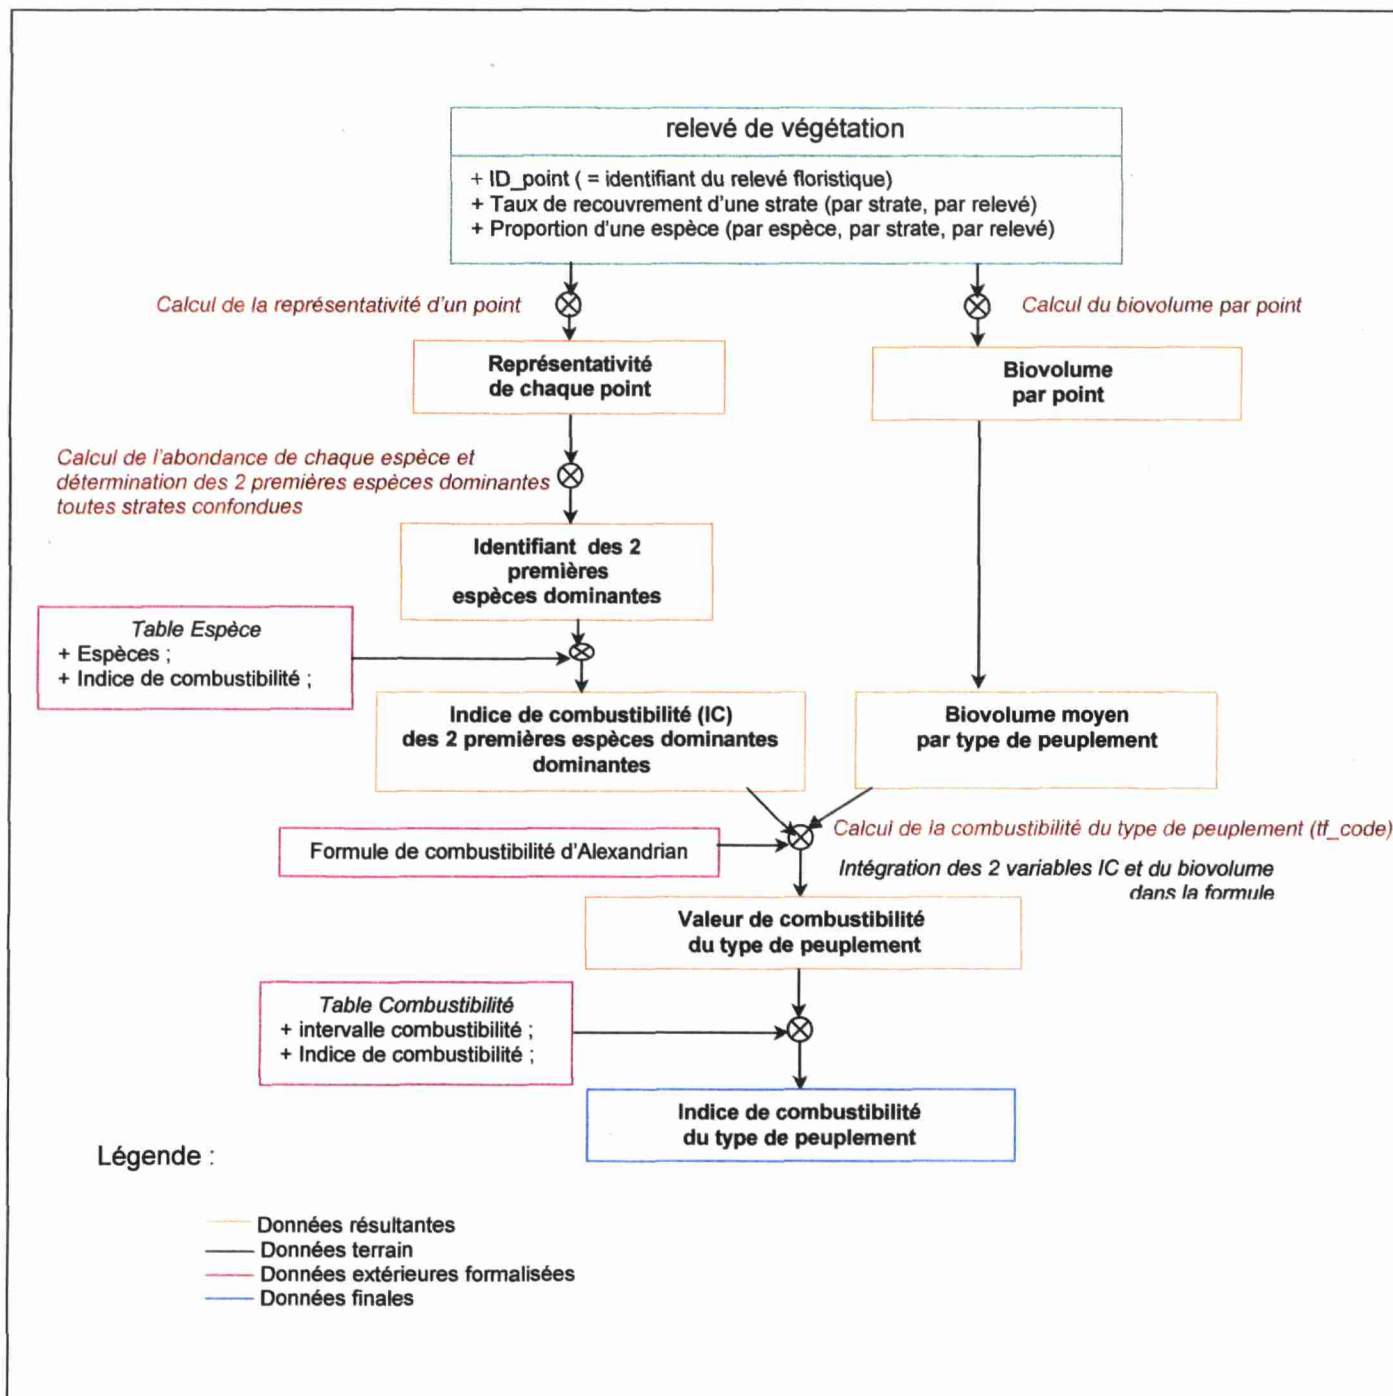 relevé de végétation
+ ID_point ( = identifiant du relevé floristique)
+ Taux de recouvrement d'une strate (par strate, par relevé)
+ Proportion d'une espèce (par espèce, par strate, par relevé)
Calcul de la représentativité d'un point
Calcul du biovolume par point
Représentativité
de chaque point
Biovolume
par point
Calcul de l'abondance de chaque espèce et
détermination des 2 premières espèces dominantes
toutes strates confondues
Identifiant des 2
premières
espèces dominantes
Table Espèce
+ Espèces ;
+ Indice de combustibilité ;
Indice de combustibilité (IC)
des 2 premières espèces dominantes
dominantes
Biovolume moyen
par type de peuplement
Formule de combustibilité d'Alexandrian
Calcul de la combustibilité du type de peuplement (tf_code)
Intégration des 2 variables IC et du biovolume
dans la formule
Valeur de combustibilité
du type de peuplement
Table Combustibilité
+ intervalle combustibilité ;
+ Indice de combustibilité ;
Indice de combustibilité
du type de peuplement
Légende :
Données résultantes
Données terrain
Données extérieures formalisées
Données finales